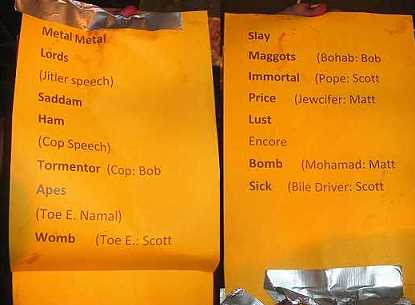 Metal Metal
Lords
(Jitler speech)
Saddam
Ham
(Cop Speech)
Tormentor (Cop: Bob
Apes
(Toe E. Namal)
Womb (Toe E.: Scott
Slay
Maggots (Bohab: Bob
Immortal (Pope: Scott
Price (Jewcifer: Matt
Lust
Encore
Bomb (Mohamad: Matt
Sick (Bile Driver: Scott